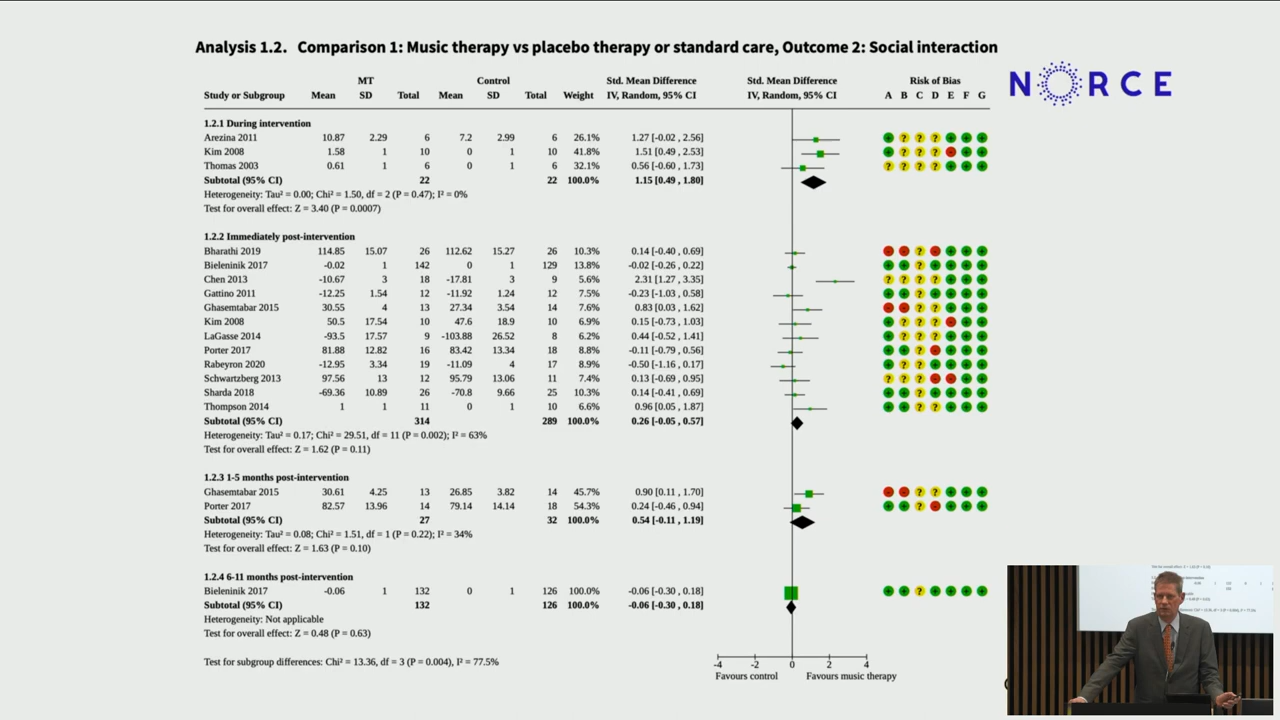 Analysis 1.2. Comparison 1: Music therapy vs placebo therapy or standard care, Outcome 2: Social interaction
NORCE
MT Control Std. Mean Difference Std. Mean Difference Risk of Bias
Study or Subgroup Mean SD Total Mean SD Total Weight IV, Random, 95% CI IV, Random, 95% CI A B C D E F G
1.2.1 During intervention
Arezina 2011 10.87 2.29 6 7.2 2.99 6 26.1% 1.27 [-0.02 , 2.56] + ? ? ? + + +
Kim 2008 1.58 1 10 0 1 10 41.8% 1.51 [0.49 , 2.53] + ? ? ? - + +
Thomas 2003 0.61 1 6 0 1 6 32.1% 0.56 [-0.60 , 1.73] ? ? ? ? + + +
Subtotal (95% CI) 22 22 100.0% 1.15 [0.49 , 1.80]
Heterogeneity: Tau² = 0.00; Chi² = 1.50, df = 2 (P = 0.47); I² = 0%
Test for overall effect: Z = 3.40 (P = 0.0007)
1.2.2 Immediately post-intervention
Bharathi 2019 114.85 15.07 26 112.62 15.27 26 10.3% 0.14 [-0.40 , 0.69] - - ? - + + +
Bieleninik 2017 -0.02 1 142 0 1 129 13.8% -0.02 [-0.26 , 0.22] + + ? + + + +
Chen 2013 -10.67 3 18 -17.81 3 9 5.6% 2.31 [1.27 , 3.35] ? ? ? ? + + +
Gattino 2011 -12.25 1.54 12 -11.92 1.24 12 7.5% -0.23 [-1.03 , 0.58] + + ? + + + +
Ghasemtabar 2015 30.55 4 13 27.34 3.54 14 7.6% 0.83 [0.03 , 1.62] - - ? ? + + +
Kim 2008 50.5 17.54 10 47.6 18.9 10 6.9% 0.15 [-0.73 , 1.03] + ? ? ? - + +
LaGasse 2014 -93.5 17.57 9 -103.88 26.52 8 6.2% 0.44 [-0.52 , 1.41] + ? ? ? + + +
Porter 2017 81.88 12.82 16 83.42 13.34 18 8.8% -0.11 [-0.79 , 0.56] + + ? - + + +
Rabeyron 2020 -12.95 3.34 19 -11.09 4 17 8.9% -0.50 [-1.16 , 0.17] + ? ? + + + +
Schwartzberg 2013 97.56 13 12 95.79 13.06 11 7.4% 0.13 [-0.69 , 0.95] ? ? ? - - + +
Sharda 2018 -69.36 10.89 26 -70.8 9.66 25 10.3% 0.14 [-0.41 , 0.69] + + ? + + + +
Thompson 2014 1 1 11 0 1 10 6.6% 0.96 [0.05 , 1.87] + + ? ? + + +
Subtotal (95% CI) 314 289 100.0% 0.26 [-0.05 , 0.57]
Heterogeneity: Tau² = 0.17; Chi² = 29.51, df = 11 (P = 0.002); I² = 63%
Test for overall effect: Z = 1.62 (P = 0.11)
1.2.3 1-5 months post-intervention
Ghasemtabar 2015 30.61 4.25 13 26.85 3.82 14 45.7% 0.90 [0.11 , 1.70] - - ? ? + + +
Porter 2017 82.57 13.96 14 79.14 14.14 18 54.3% 0.24 [-0.46 , 0.94] + + ? - + + +
Subtotal (95% CI) 27 32 100.0% 0.54 [-0.11 , 1.19]
Heterogeneity: Tau² = 0.08; Chi² = 1.51, df = 1 (P = 0.22); I² = 34%
Test for overall effect: Z = 1.63 (P = 0.10)
1.2.4 6-11 months post-intervention
Bieleninik 2017 -0.06 1 132 0 1 126 100.0% -0.06 [-0.30 , 0.18] + + ? + + + +
Subtotal (95% CI) 132 126 100.0% -0.06 [-0.30 , 0.18]
Heterogeneity: Not applicable
Test for overall effect: Z = 0.48 (P = 0.63)
Test for subgroup differences: Chi² = 13.36, df = 3 (P = 0.004), I² = 77.5%
-4 -2 0 2 4
Favours control Favours music therapy